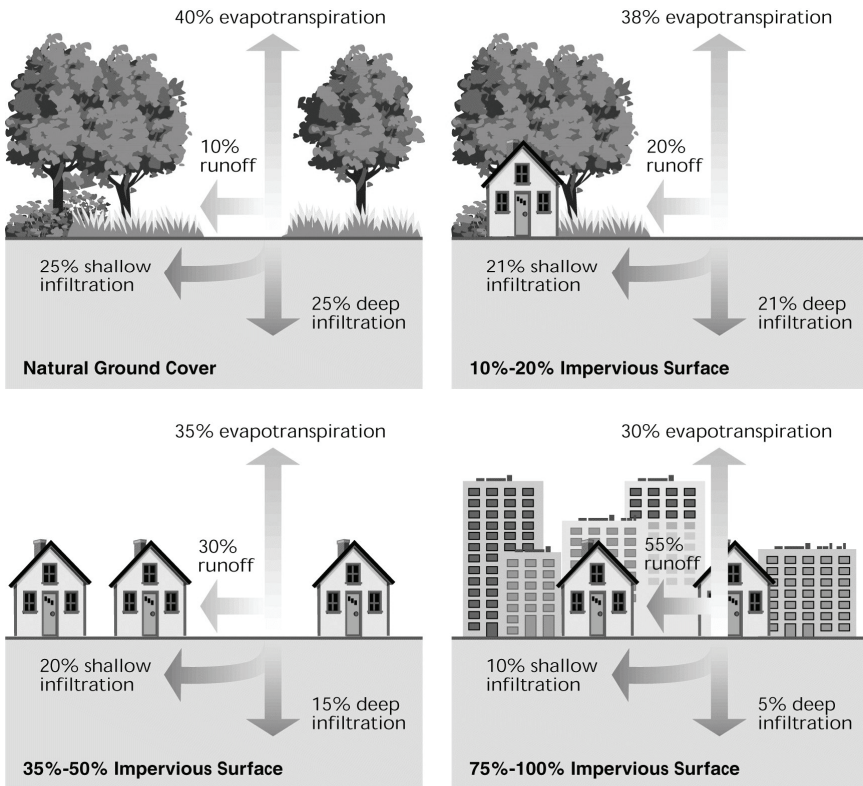 40% evapotranspiration
10%
runoff
25% shallow
infiltration
25% deep
infiltration
Natural Ground Cover
38% evapotranspiration
20%
runoff
21% shallow
infiltration
21% deep
infiltration
10%-20% Impervious Surface
35% evapotranspiration
30%
runoff
20% shallow
infiltration
15% deep
infiltration
35%-50% Impervious Surface
30% evapotranspiration
55%
runoff
10% shallow
infiltration
5% deep
infiltration
75%-100% Impervious Surface